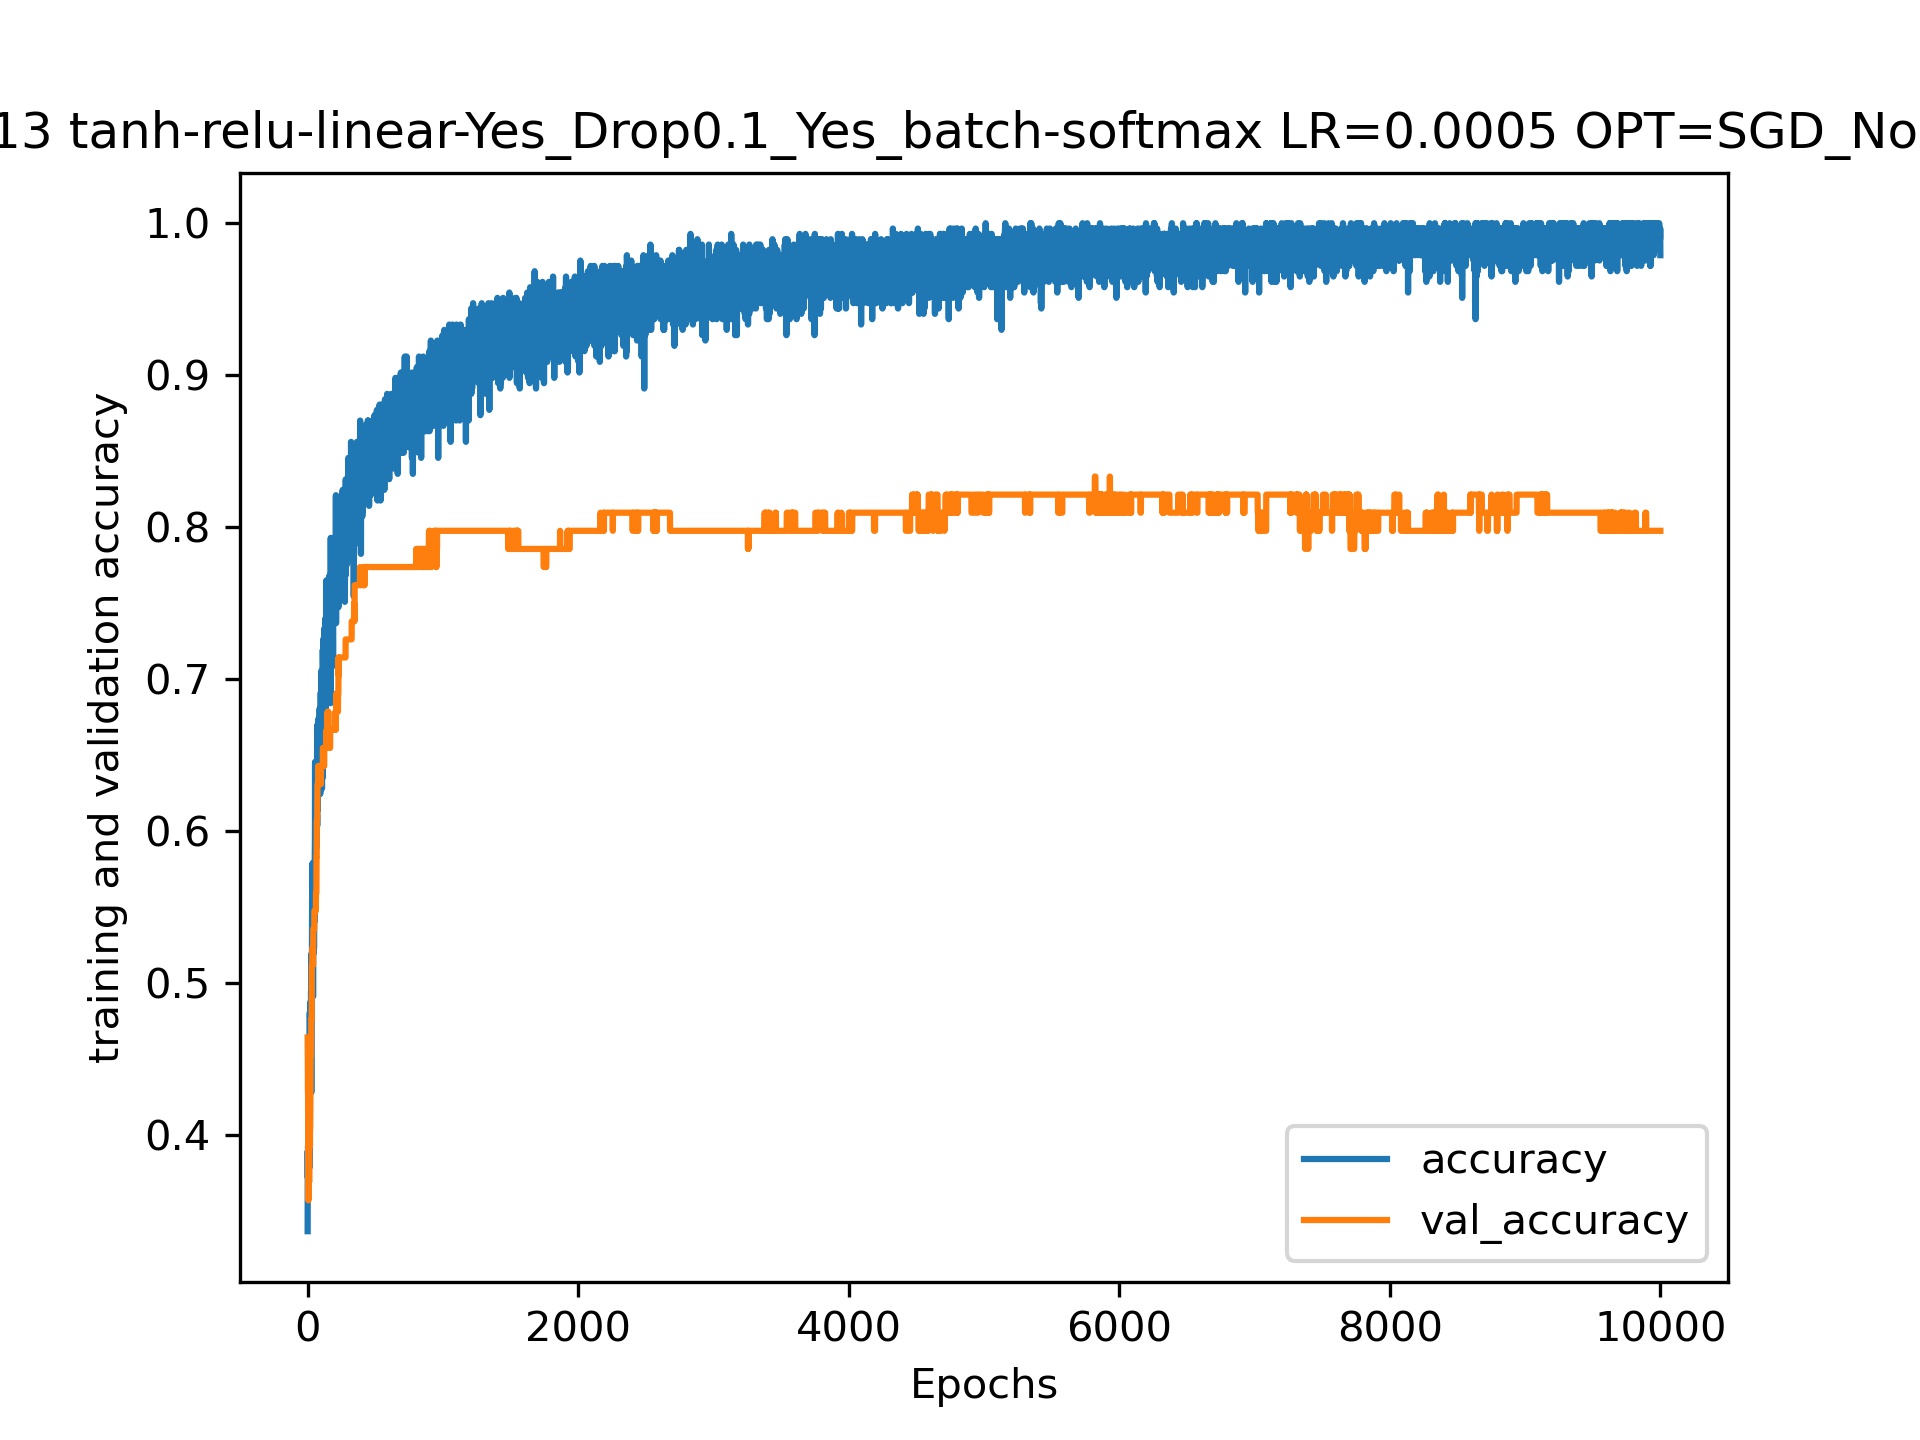 13 tanh-relu-linear-Yes_Drop0.1_Yes_batch-softmax LR=0.0005 OPT=SGD_No
training and validation accuracy
1.0
0.9
0.8
0.7
0.6
0.5
0.4
accuracy
val_accuracy
0 2000 4000 6000 8000 10000
Epochs